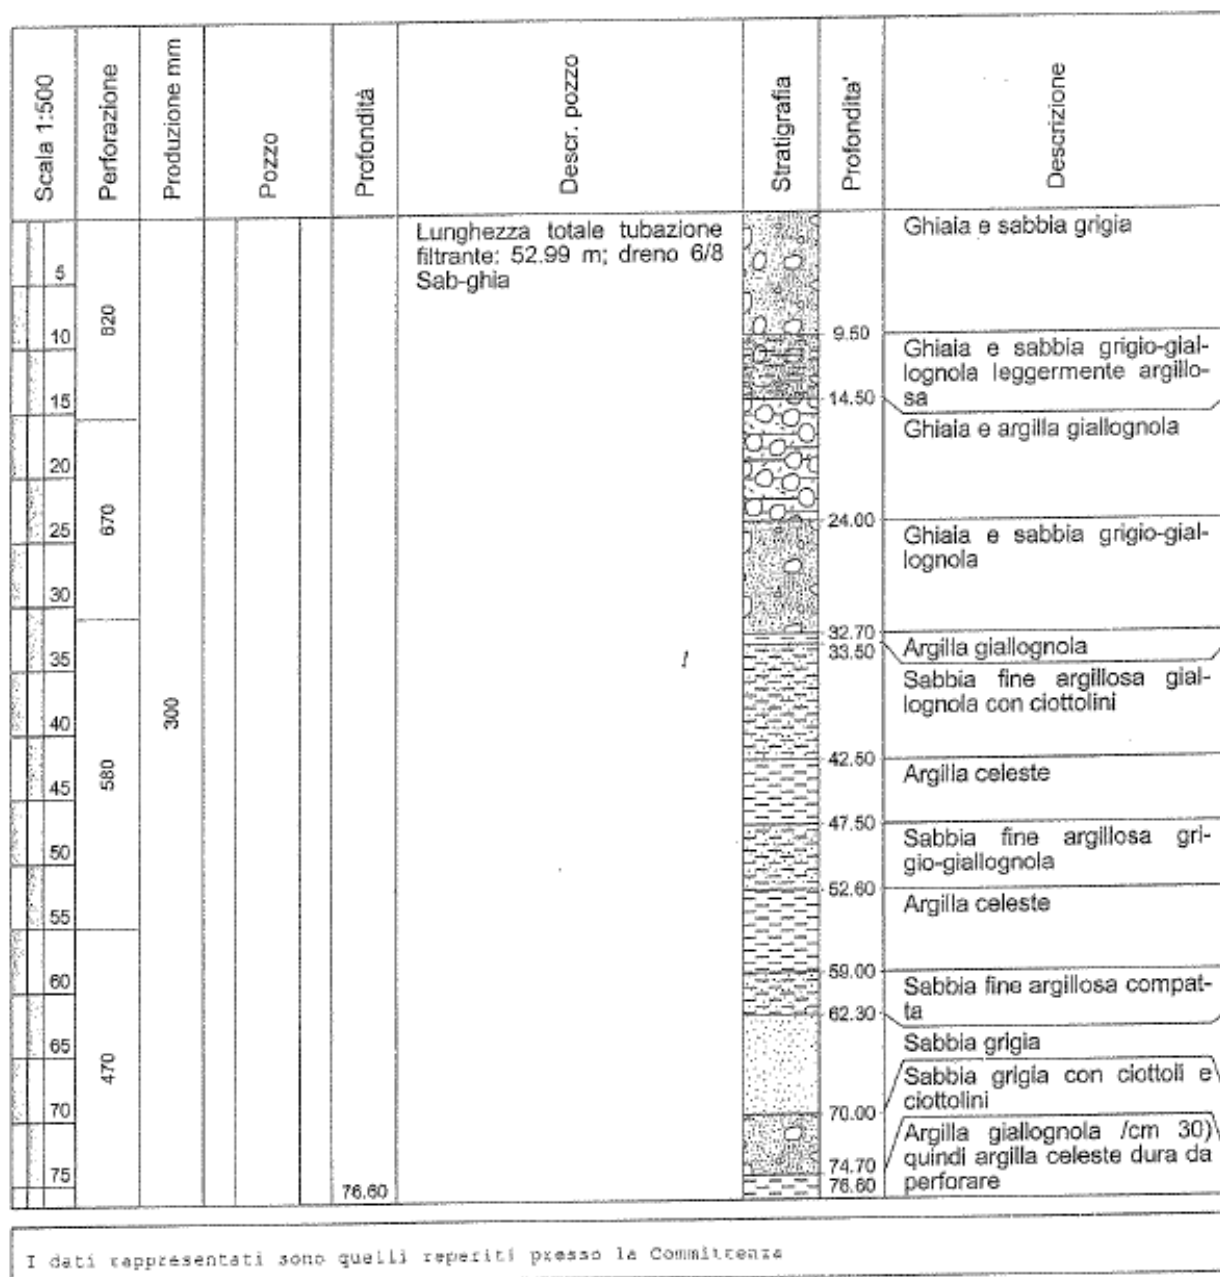 Scala 1:500
Perforazione
Produzione mm
Pozzo
Profondità
Descr. pozzo
Stratigrafia
Profondita'
Descrizione
Lunghezza totale tubazione
filtrante: 52.99 m; dreno 6/8
Sab-ghia
5
10
15
20
25
30
35
40
45
50
55
60
65
70
75
820
670
580
470
300
76.60
9.50
14.50
24.00
32.70
33.50
42.50
47.50
52.60
59.00
62.30
70.00
74.70
76.60
Ghiaia e sabbia grigia
Ghiaia e sabbia grigio-gial-
lognola leggermente argillo-
sa
Ghiaia e argilla giallognola
Ghiaia e sabbia grigio-gial-
lognola
Argilla giallognola
Sabbia fine argillosa gial-
lognola con ciottolini
Argilla celeste
Sabbia fine argillosa gri-
gio-giallognola
Argilla celeste
Sabbia fine argillosa compat-
ta
Sabbia grigia
Sabbia grigia con ciottoli e
ciottolini
Argilla giallognola /cm 30)
quindi argilla celeste dura da
perforare
I dati rappresentati sono quelli reperiti presso la Committenza